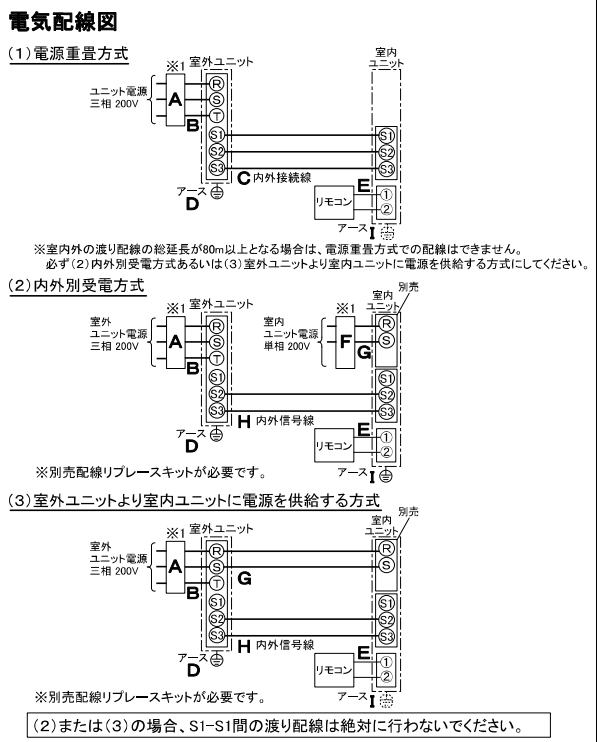 電気配線図
(1)電源重畳方式
※1
室外ユニット
室内
ユニット
ユニット電源
三相 200V
A
B
R
S
T
S1
S2
S3
S1
S2
S3
C 内外接続線
アース
D
E
リモコン
①
②
アース I
※室内外の渡り配線の総延長が80m以上となる場合は、電源重畳方式での配線はできません。
必ず(2)内外別受電方式あるいは(3)室外ユニットより室内ユニットに電源を供給する方式にしてください。
(2)内外別受電方式
※1
室外ユニット
※1
室内
ユニット
別売
室外
ユニット電源
三相 200V
A
B
R
S
T
S1
S2
S3
室内
ユニット電源
単相 200V
F
G
R
S
S1
S2
S3
H 内外信号線
アース
D
E
リモコン
①
②
アース I
※別売配線リプレースキットが必要です。
(3)室外ユニットより室内ユニットに電源を供給する方式
※1
室外ユニット
室内
ユニット
別売
室外
ユニット電源
三相 200V
A
B
R
S
T
S1
S2
S3
G
R
S
S1
S2
S3
H 内外信号線
アース
D
E
リモコン
①
②
アース I
※別売配線リプレースキットが必要です。
(2)または(3)の場合、S1-S1間の渡り配線は絶対に行わないでください。